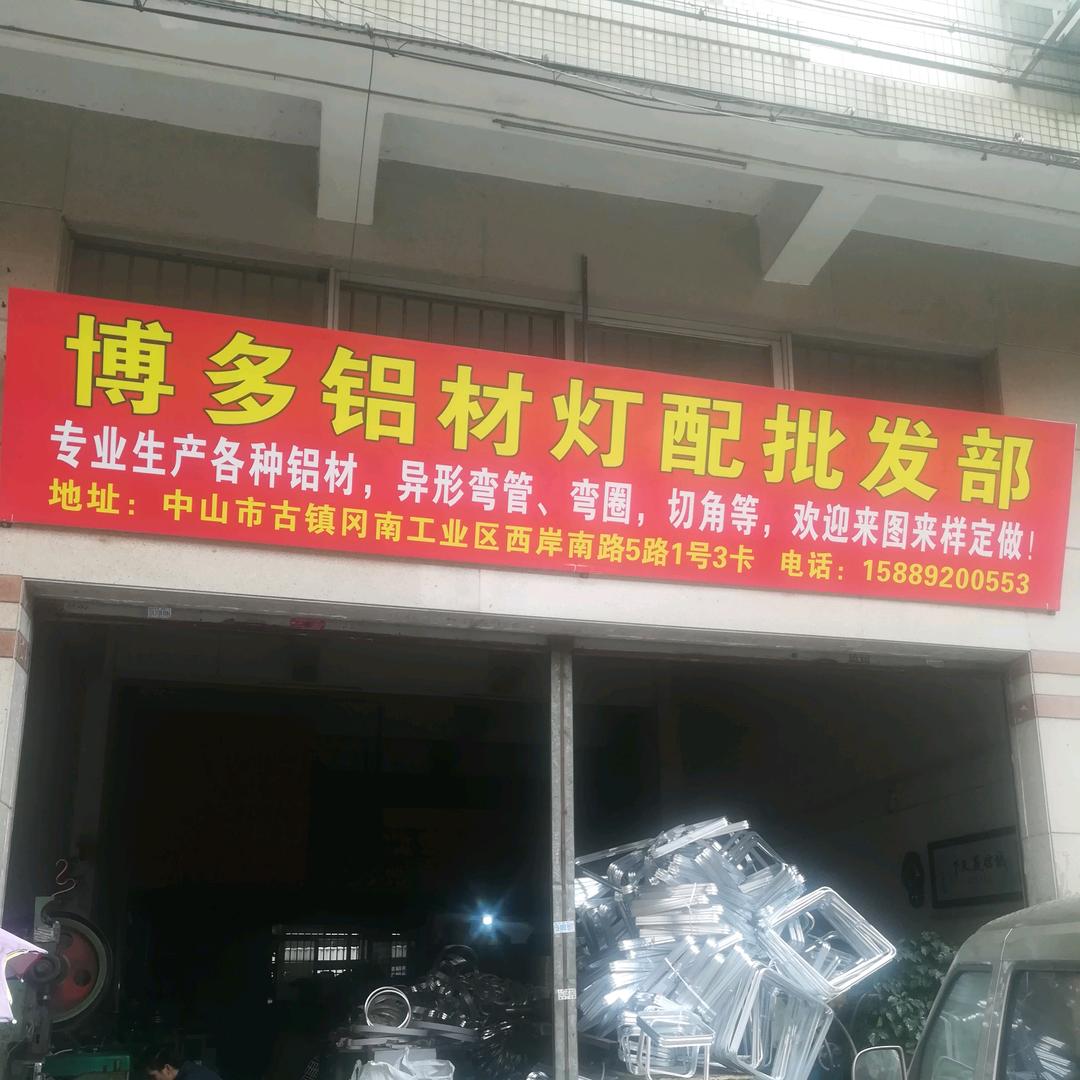 博多铝材灯配批发部
专业生产各种铝材，异形弯管、弯圈，切角等，欢迎来图来样定做！
地址：中山市古镇冈南工业区西岸南路5路1号3卡 电话：15889200553